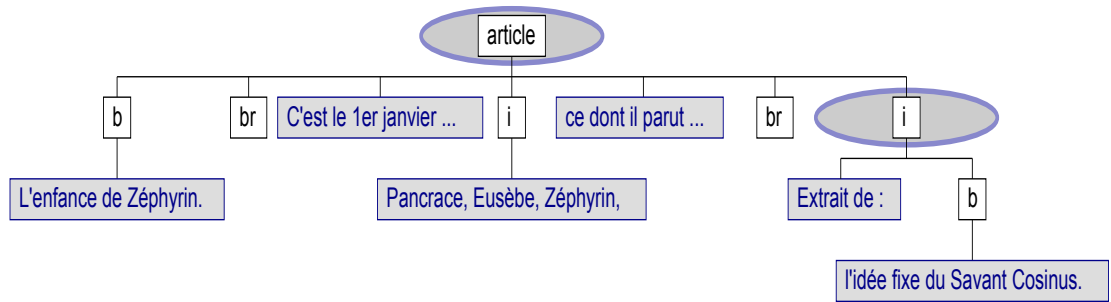 article
b
br
C'est le 1er janvier ...
i
ce dont il parut ...
br
i
L'enfance de Zéphyrin.
Pancrace, Eusèbe, Zéphyrin,
Extrait de :
b
l'idée fixe du Savant Cosinus.